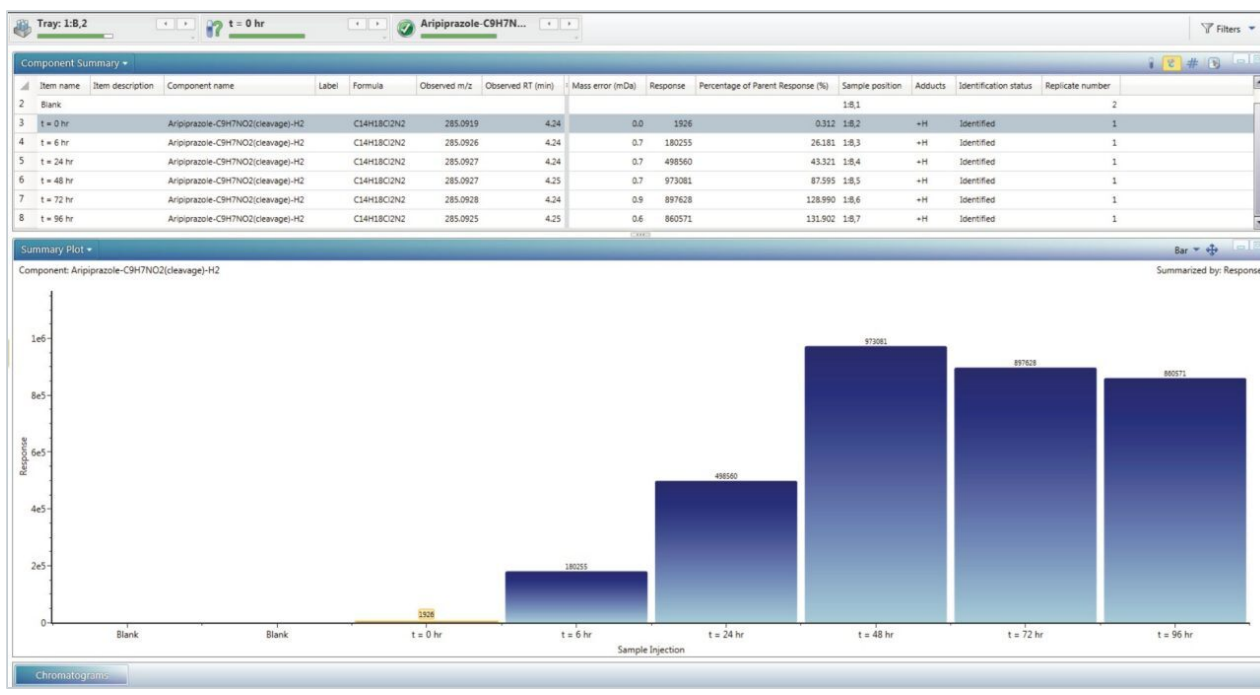 Tray: 1:B,2 t = 0 hr Aripiprazole-C9H7N... Filters
Component Summary
Item name Item description Component name Label Formula Observed m/z Observed RT (min) Mass error (mDa) Response Percentage of Parent Response (%) Sample position Adducts Identification status Replicate number
2 Blank 1:B,1 2
3 t = 0 hr Aripiprazole-C9H7NO2(cleavage)-H2 C14H18Cl2N2 285.0919 4.24 0.0 1926 0.312 1:B,2 +H Identified 1
4 t = 6 hr Aripiprazole-C9H7NO2(cleavage)-H2 C14H18Cl2N2 285.0926 4.24 0.7 180255 26.181 1:B,3 +H Identified 1
5 t = 24 hr Aripiprazole-C9H7NO2(cleavage)-H2 C14H18Cl2N2 285.0927 4.24 0.7 498560 43.321 1:B,4 +H Identified 1
6 t = 48 hr Aripiprazole-C9H7NO2(cleavage)-H2 C14H18Cl2N2 285.0927 4.25 0.7 973081 87.595 1:B,5 +H Identified 1
7 t = 72 hr Aripiprazole-C9H7NO2(cleavage)-H2 C14H18Cl2N2 285.0928 4.24 0.9 897628 128.990 1:B,6 +H Identified 1
8 t = 96 hr Aripiprazole-C9H7NO2(cleavage)-H2 C14H18Cl2N2 285.0925 4.25 0.6 860571 131.902 1:B,7 +H Identified 1
Summary Plot Bar
Component: Aripiprazole-C9H7NO2(cleavage)-H2 Summarized by: Response
1e6
8e5
6e5
4e5
2e5
0
Response
1926
180255
498560
973081
897628
860571
Blank Blank t = 0 hr t = 6 hr t = 24 hr t = 48 hr t = 72 hr t = 96 hr
Sample Injection
Chromatograms